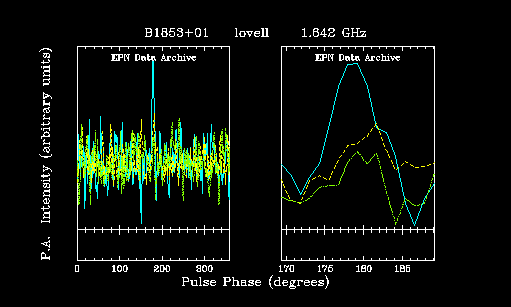 B1853+01 lovell 1.642 GHz
EPN Data Archive EPN Data Archive
P.A. Intensity (arbitrary units)
0 100 200 300 170 175 180 185
Pulse Phase (degrees)